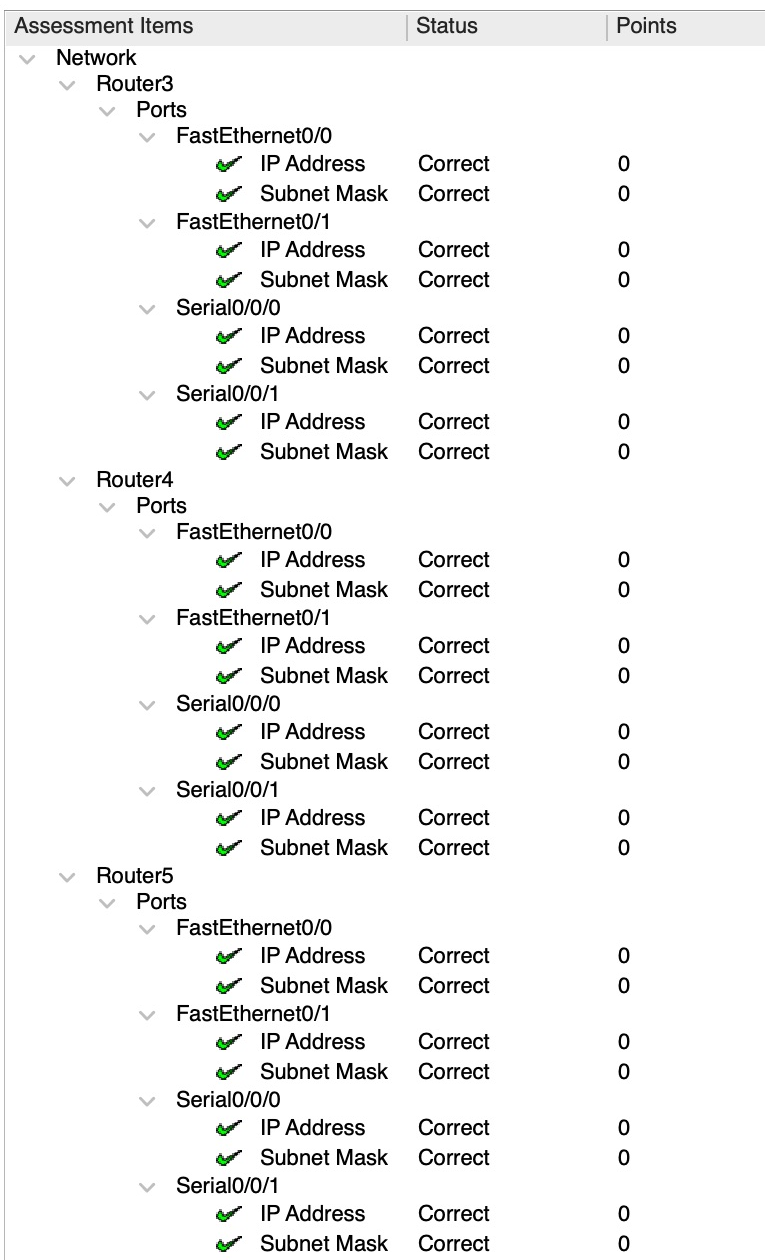 Assessment Items Status Points
Network
Router3
Ports
FastEthernet0/0
IP Address Correct 0
Subnet Mask Correct 0
FastEthernet0/1
IP Address Correct 0
Subnet Mask Correct 0
Serial0/0/0
IP Address Correct 0
Subnet Mask Correct 0
Serial0/0/1
IP Address Correct 0
Subnet Mask Correct 0
Router4
Ports
FastEthernet0/0
IP Address Correct 0
Subnet Mask Correct 0
FastEthernet0/1
IP Address Correct 0
Subnet Mask Correct 0
Serial0/0/0
IP Address Correct 0
Subnet Mask Correct 0
Serial0/0/1
IP Address Correct 0
Subnet Mask Correct 0
Router5
Ports
FastEthernet0/0
IP Address Correct 0
Subnet Mask Correct 0
FastEthernet0/1
IP Address Correct 0
Subnet Mask Correct 0
Serial0/0/0
IP Address Correct 0
Subnet Mask Correct 0
Serial0/0/1
IP Address Correct 0
Subnet Mask Correct 0